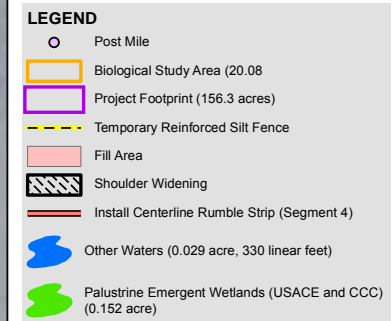 LEGEND
Post Mile
Biological Study Area (20.08
Project Footprint (156.3 acres)
Temporary Reinforced Silt Fence
Fill Area
Shoulder Widening
Install Centerline Rumble Strip (Segment 4)
Other Waters (0.029 acre, 330 linear feet)
Palustrine Emergent Wetlands (USACE and CCC)
(0.152 acre)